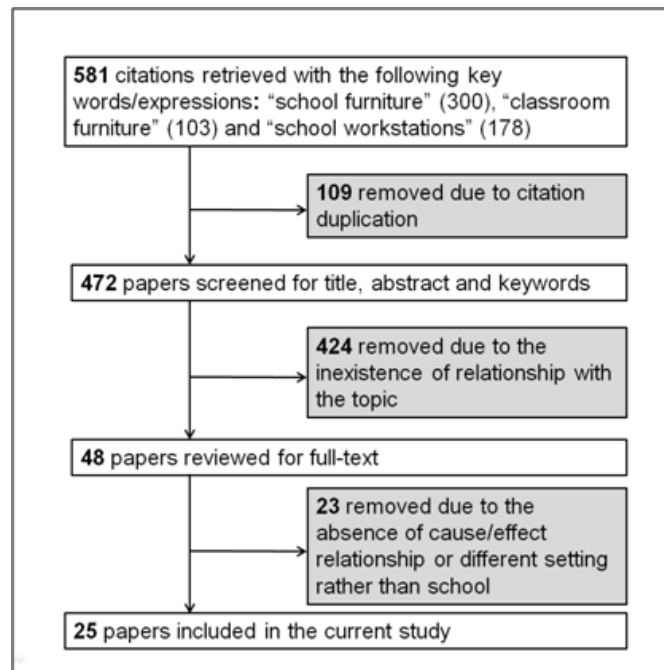 581 citations retrieved with the following key
words/expressions: “school furniture” (300), “classroom
furniture” (103) and “school workstations” (178)
109 removed due to citation
duplication
472 papers screened for title, abstract and keywords
424 removed due to the
inexistence of relationship with
the topic
48 papers reviewed for full-text
23 removed due to the
absence of cause/effect
relationship or different setting
rather than school
25 papers included in the current study